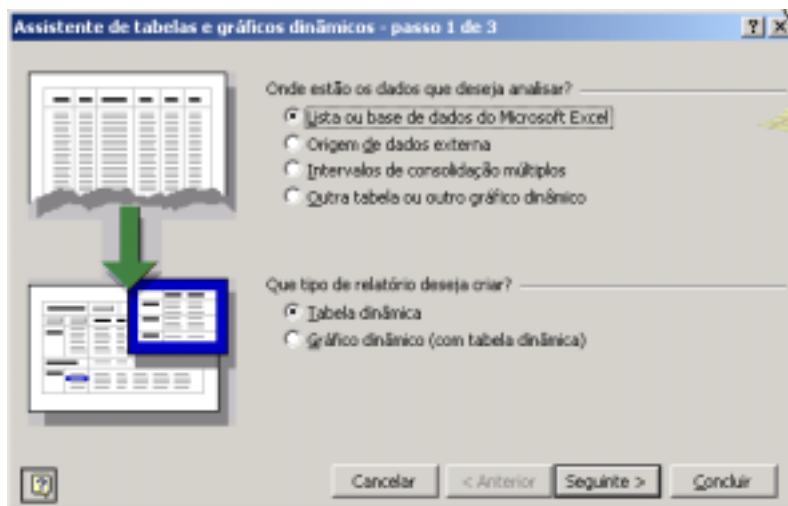 Assistente de tabelas e gráficos dinâmicos - passo 1 de 3
Onde estão os dados que deseja analisar?
Lista ou base de dados do Microsoft Excel
Origem de dados externa
Intervalos de consolidação múltiplos
Outra tabela ou outro gráfico dinâmico
Que tipo de relatório deseja criar?
Tabela dinâmica
Gráfico dinâmico (com tabela dinâmica)
Cancelar < Anterior Seguinte > Concluir